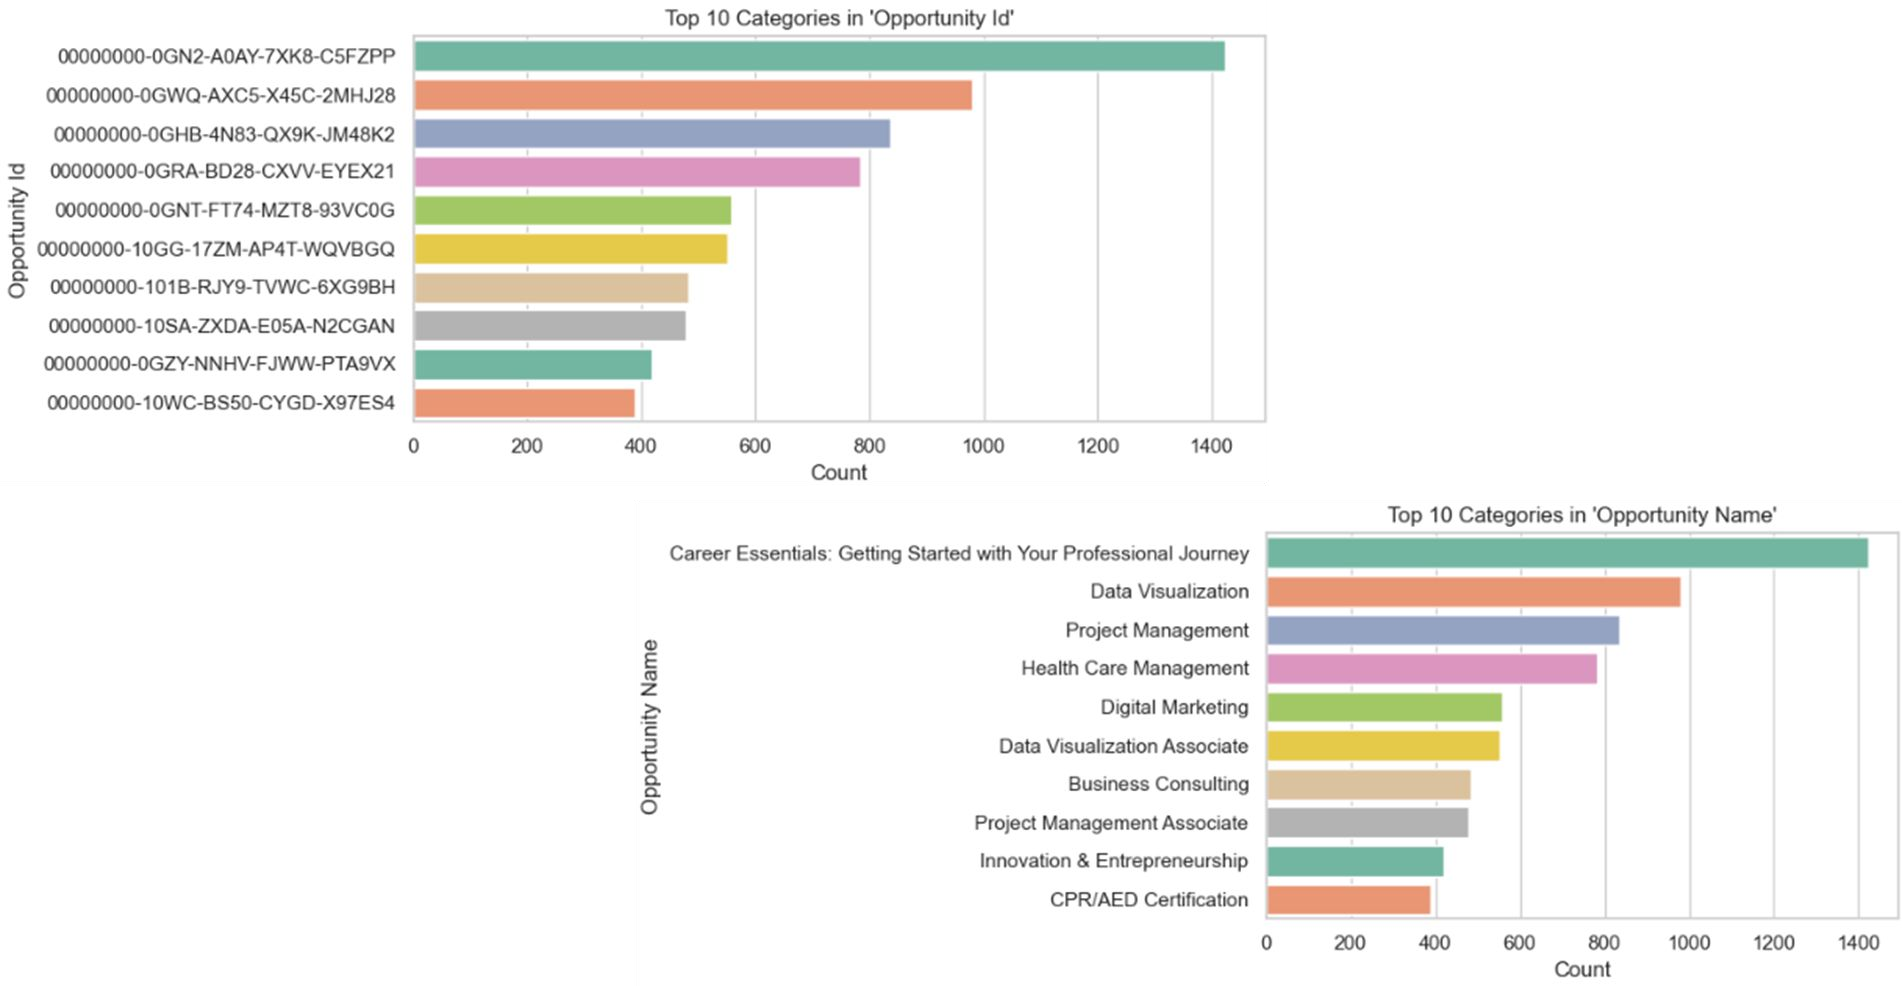 Top 10 Categories in 'Opportunity Id'
Opportunity Id
00000000-0GN2-A0AY-7XK8-C5FZPP
00000000-0GWQ-AXC5-X45C-2MHJ28
00000000-0GHB-4N83-QX9K-JM48K2
00000000-0GRA-BD28-CXVV-EYEX21
00000000-0GNT-FT74-MZT8-93VC0G
00000000-10GG-17ZM-AP4T-WQVBGQ
00000000-101B-RJY9-TVWC-6XG9BH
00000000-10SA-ZXDA-E05A-N2CGAN
00000000-0GZY-NNHV-FJWW-PTA9VX
00000000-10WC-BS50-CYGD-X97ES4
0 200 400 600 800 1000 1200 1400
Count
Top 10 Categories in 'Opportunity Name'
Opportunity Name
Career Essentials: Getting Started with Your Professional Journey
Data Visualization
Project Management
Health Care Management
Digital Marketing
Data Visualization Associate
Business Consulting
Project Management Associate
Innovation & Entrepreneurship
CPR/AED Certification
0 200 400 600 800 1000 1200 1400
Count